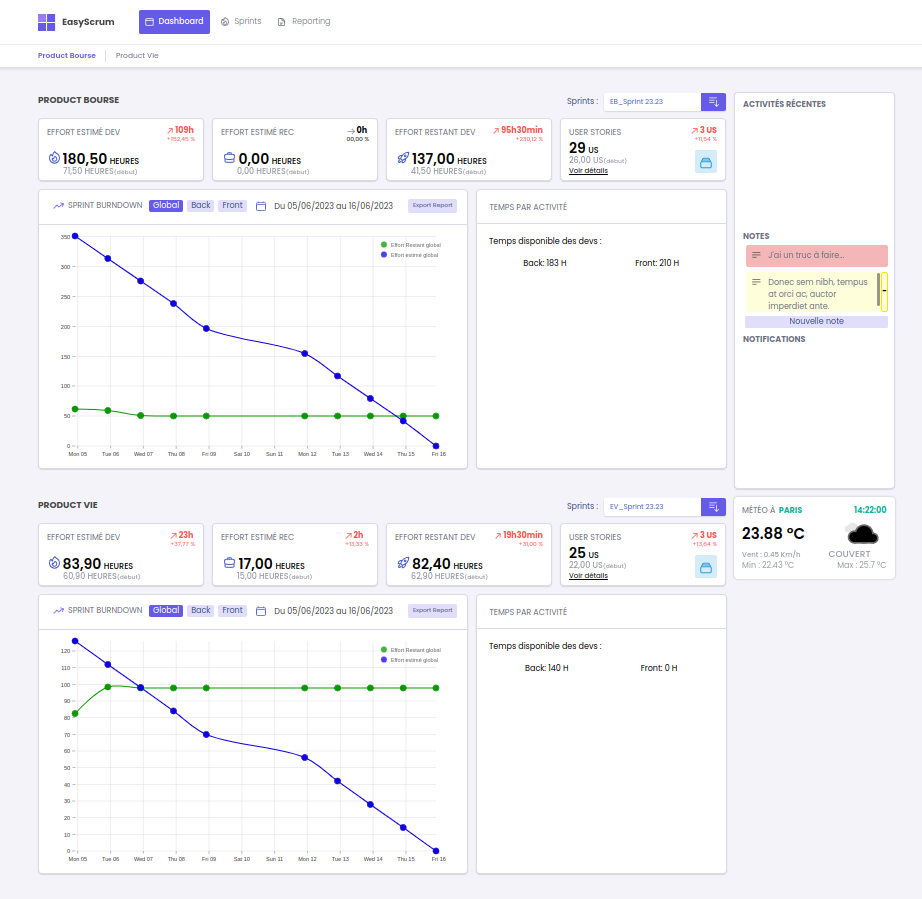 EasyScrum
Dashboard
Sprints
Reporting
Product Bourse
Product Vie
PRODUCT BOURSE
Sprints :
EB_Sprint 23.23
EFFORT ESTIMÉ DEV
109h
+152,45 %
180,50 HEURES
71,50 HEURES(début)
EFFORT ESTIMÉ REC
0h
00,00 %
0,00 HEURES
0,00 HEURES(début)
EFFORT RESTANT DEV
95h30min
+230,12 %
137,00 HEURES
41,50 HEURES(début)
USER STORIES
3 US
+11,54 %
29 US
26,00 US(début)
Voir détails
SPRINT BURNDOWN
Global
Back
Front
Du 05/06/2023 au 16/06/2023
Export Report
Effort Restant global
Effort estimé global
350
300
250
200
150
100
50
0
Mon 05
Tue 06
Wed 07
Thu 08
Fri 09
Sat 10
Sun 11
Mon 12
Tue 13
Wed 14
Thu 15
Fri 16
TEMPS PAR ACTIVITÉ
Temps disponible des devs :
Back: 183 H
Front: 210 H
ACTIVITÉS RÉCENTES
NOTES
J'ai un truc à faire...
Donec sem nibh, tempus
at orci ac, auctor
imperdiet ante.
-
Nouvelle note
NOTIFICATIONS
MÉTÉO À PARIS
14:22:00
23.88 °C
Vent : 0.45 Km/h
COUVERT
Min : 22.43 °C
Max : 25.7 °C
PRODUCT VIE
Sprints :
EV_Sprint 23.23
EFFORT ESTIMÉ DEV
23h
+37,77 %
83,90 HEURES
60,90 HEURES(début)
EFFORT ESTIMÉ REC
2h
+13,33 %
17,00 HEURES
15,00 HEURES(début)
EFFORT RESTANT DEV
19h30min
+31,00 %
82,40 HEURES
62,90 HEURES(début)
USER STORIES
3 US
+13,64 %
25 US
22,00 US(début)
Voir détails
SPRINT BURNDOWN
Global
Back
Front
Du 05/06/2023 au 16/06/2023
Export Report
Effort Restant global
Effort estimé global
120
110
100
90
80
70
60
50
40
30
20
10
0
Mon 05
Tue 06
Wed 07
Thu 08
Fri 09
Sat 10
Sun 11
Mon 12
Tue 13
Wed 14
Thu 15
Fri 16
TEMPS PAR ACTIVITÉ
Temps disponible des devs :
Back: 140 H
Front: 0 H